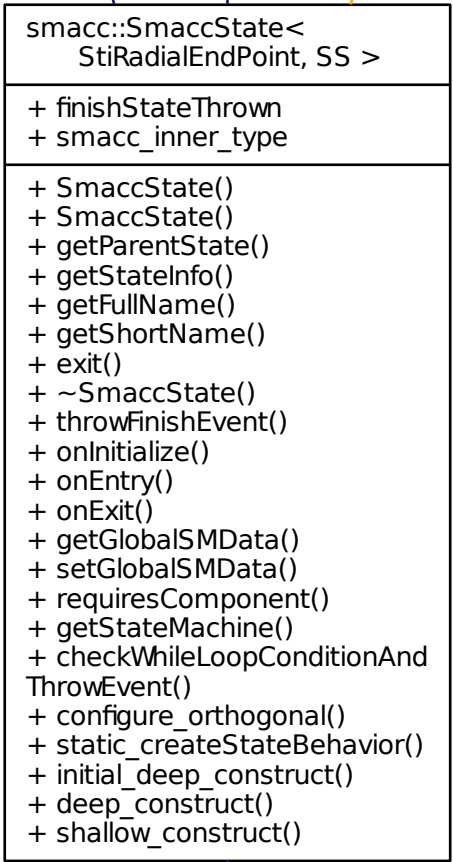 smacc::SmaccState<
StiRadialEndPoint, SS >
+ finishStateThrown
+ smacc_inner_type
+ SmaccState()
+ SmaccState()
+ getParentState()
+ getStateInfo()
+ getFullName()
+ getShortName()
+ exit()
+ ~SmaccState()
+ throwFinishEvent()
+ onInitialize()
+ onEntry()
+ onExit()
+ getGlobalSMData()
+ setGlobalSMData()
+ requiresComponent()
+ getStateMachine()
+ checkWhileLoopConditionAnd
ThrowEvent()
+ configure_orthogonal()
+ static_createStateBehavior()
+ initial_deep_construct()
+ deep_construct()
+ shallow_construct()